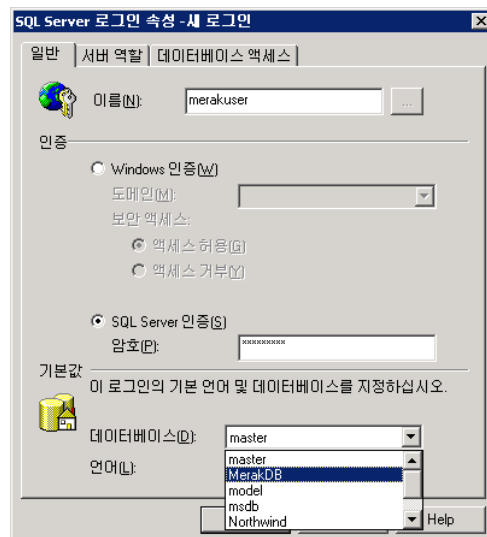 SQL Server 로그인 속성 - 새 로그인
일반 서버 역할 데이터베이스 액세스
이름(N): merakuser ...
인증
Windows 인증(W)
도메인(M):
보안 액세스:
액세스 허용(G)
액세스 거부(Y)
SQL Server 인증(S)
암호(P): *********
기본값
이 로그인의 기본 언어 및 데이터베이스를 지정하십시오.
데이터베이스(D): master
언어(L):
master
MerakDB
model
msdb
Northwind
Help